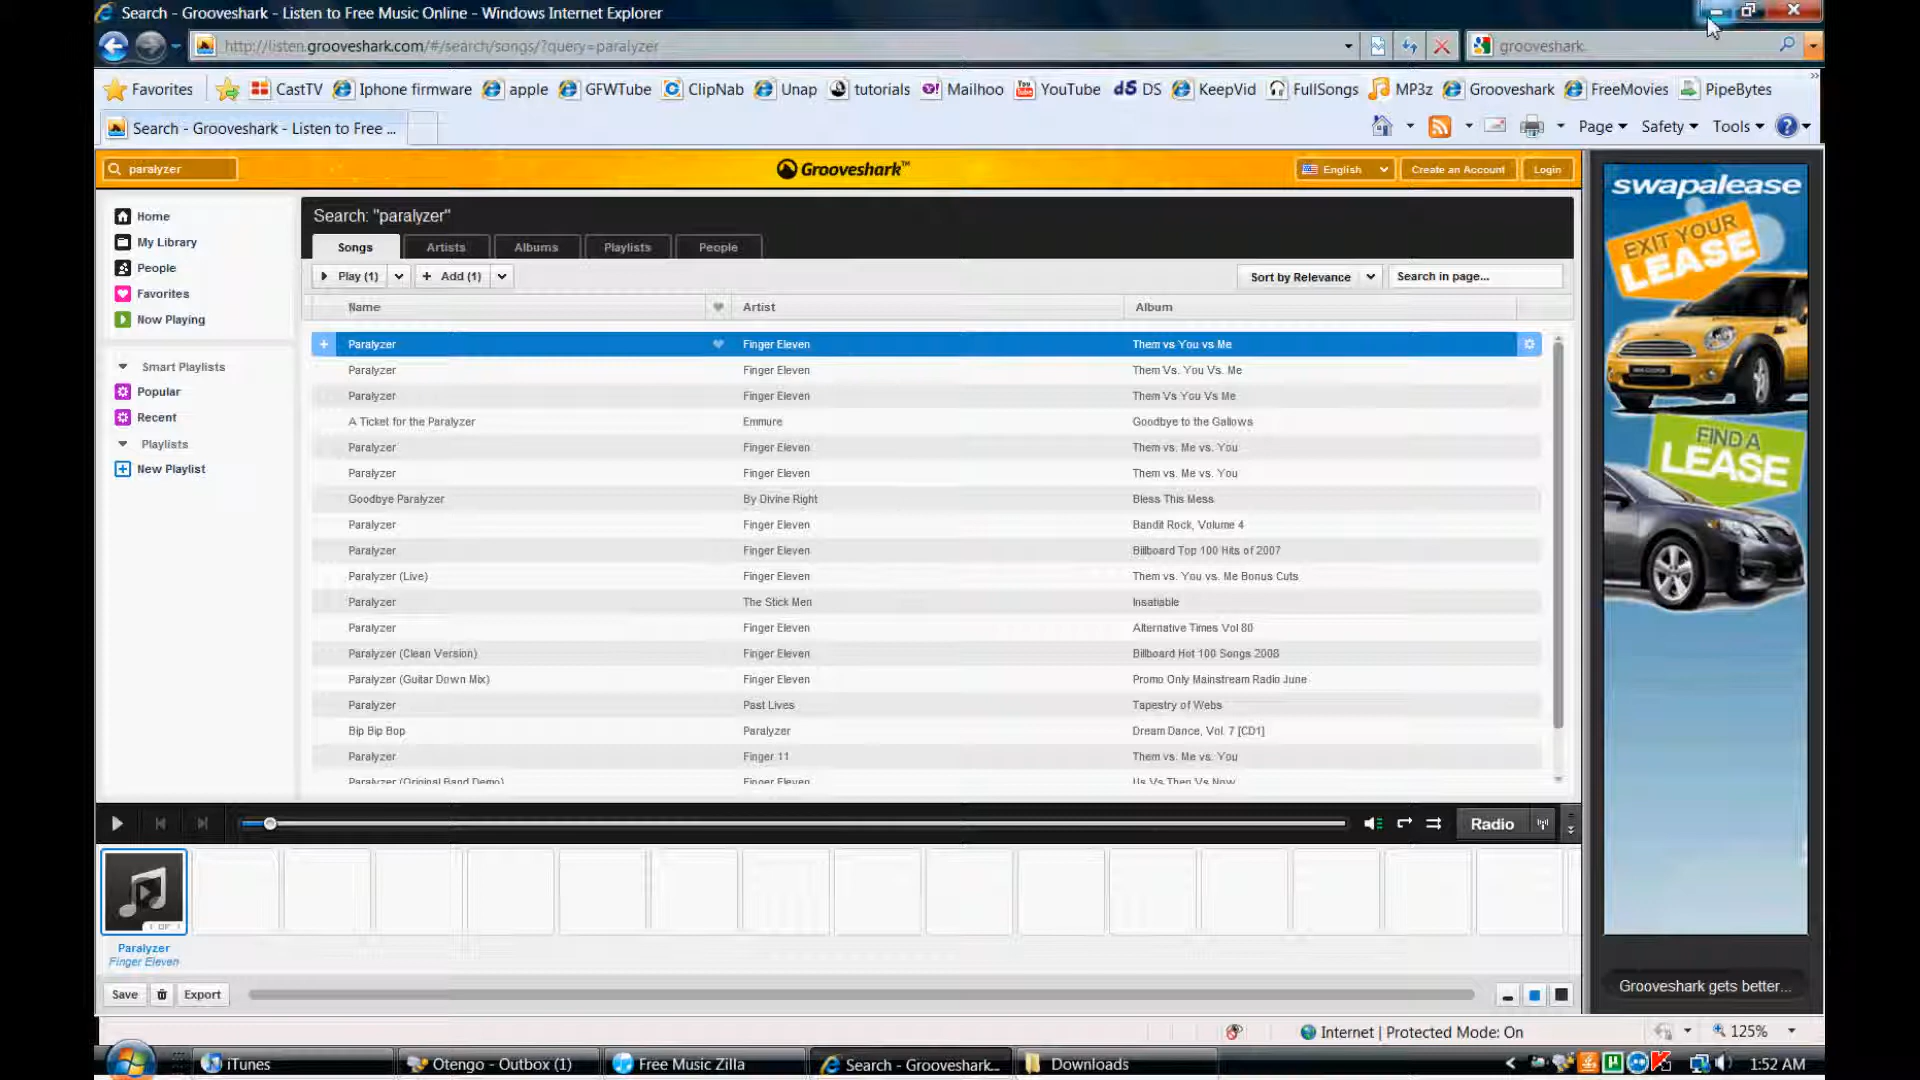 Search - Grooveshark - Listen to Free Music Online - Windows Internet Explorer
http://listen.grooveshark.com/#/search/songs/?query=paralyzer
grooveshark
Favorites CastTV Iphone firmware apple GFWTube ClipNab Unap tutorials Mailhoo YouTube DS KeepVid FullSongs MP3z Grooveshark FreeMovies PipeBytes
Search - Grooveshark - Listen to Free ...
Page Safety Tools
paralyzer
Grooveshark™
English Create an Account Login
Home
My Library
People
Favorites
Now Playing
Smart Playlists
Popular
Recent
Playlists
New Playlist
Search: "paralyzer"
Songs Artists Albums Playlists People
Play (1) Add (1) Sort by Relevance Search in page...
Name Artist Album
Paralyzer Finger Eleven Them vs You vs Me
Paralyzer Finger Eleven Them Vs. You Vs. Me
Paralyzer Finger Eleven Them Vs You Vs Me
A Ticket for the Paralyzer Emmure Goodbye to the Gallows
Paralyzer Finger Eleven Them vs. Me vs. You
Paralyzer Finger Eleven Them vs. Me vs. You
Goodbye Paralyzer By Divine Right Bless This Mess
Paralyzer Finger Eleven Bandit Rock, Volume 4
Paralyzer Finger Eleven Billboard Top 100 Hits of 2007
Paralyzer (Live) Finger Eleven Them vs. You vs. Me Bonus Cuts
Paralyzer The Stick Men Insatiable
Paralyzer Finger Eleven Alternative Times Vol 80
Paralyzer (Clean Version) Finger Eleven Billboard Hot 100 Songs 2008
Paralyzer (Guitar Down Mix) Finger Eleven Promo Only Mainstream Radio June
Paralyzer Past Lives Tapestry of Webs
Bip Bip Bop Paralyzer Dream Dance, Vol. 7 [CD1]
Paralyzer Finger 11 Them vs. Me vs. You
Paralyzer (Original Band Demo) Finger Eleven Us Vs Then Vs Now
swapalease
EXIT YOUR
LEASE
FIND A
LEASE
Radio
Paralyzer
Finger Eleven
Save Export
Grooveshark gets better...
Internet | Protected Mode: On
125%
iTunes Otengo - Outbox (1) Free Music Zilla Search - Grooveshark... Downloads
1:52 AM